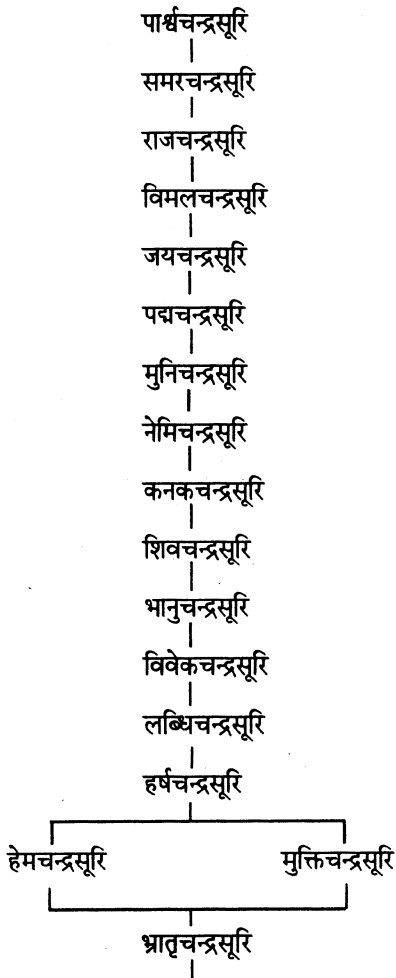 पार्श्वचन्द्रसूरि
समरचन्द्रसूरि
राजचन्द्रसूरि
विमलचन्द्रसूरि
जयचन्द्रसूरि
पद्मचन्द्रसूरि
मुनिचन्द्रसूरि
नेमिचन्द्रसूरि
कनकचन्द्रसूरि
शिवचन्द्रसूरि
भानुचन्द्रसूरि
विवेकचन्द्रसूरि
लब्धिचन्द्रसूरि
हर्षचन्द्रसूरि
हेमचन्द्रसूरि मुक्तिचन्द्रसूरि
भ्रातृचन्द्रसूरि